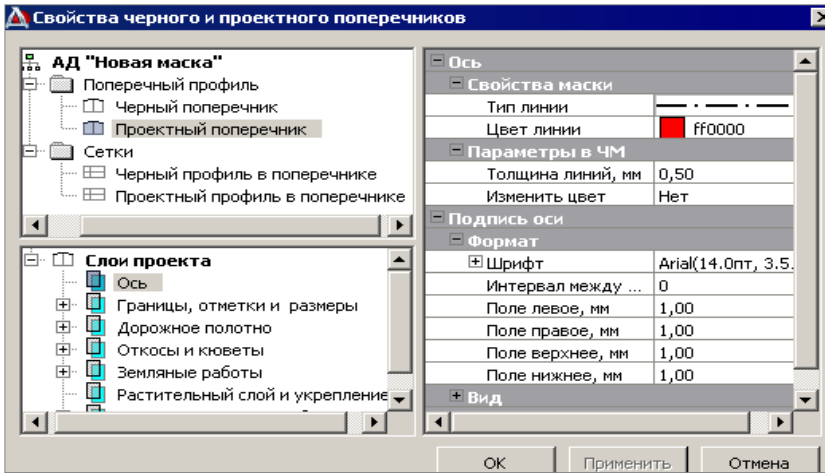 Свойства черного и проектного поперечников
АД "Новая маска"
Поперечный профиль
Черный поперечник
Проектный поперечник
Сетки
Черный профиль в поперечнике
Проектный профиль в поперечнике
Слои проекта
Ось
Границы, отметки и размеры
Дорожное полотно
Откосы и кюветы
Земляные работы
Растительный слой и укрепление
Ось
Свойства маски
Тип линии
Цвет линии ff0000
Параметры в ЧМ
Толщина линий, мм 0,50
Изменить цвет Нет
Подпись оси
Формат
Шрифт Arial(14.0пт, 3.5.
Интервал между ... 0
Поле левое, мм 1,00
Поле правое, мм 1,00
Поле верхнее, мм 1,00
Поле нижнее, мм 1,00
Вид
ОК Применить Отмена